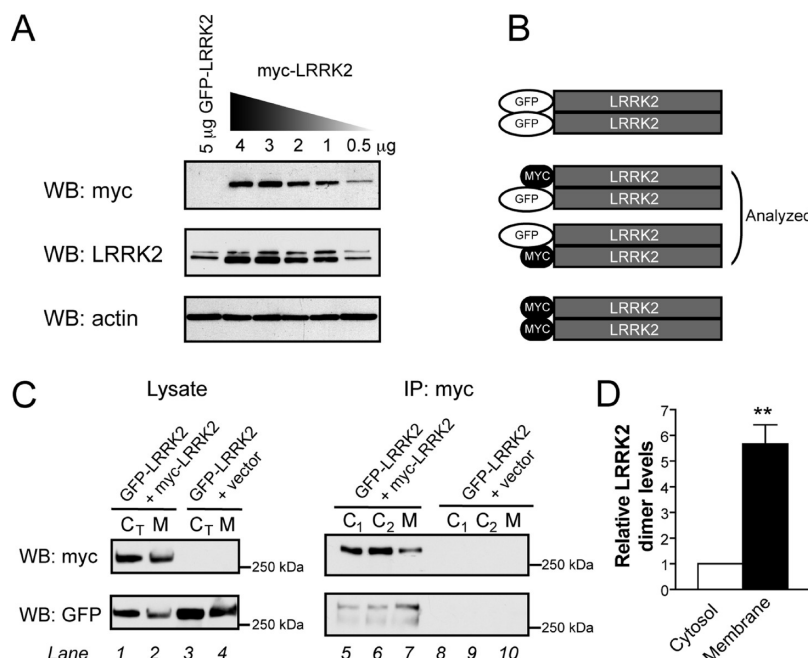 A
5 µg GFP-LRRK2
myc-LRRK2
4 3 2 1 0.5 µg
WB: myc
WB: LRRK2
WB: actin
B
GFP LRRK2
GFP LRRK2
MYC LRRK2
GFP LRRK2
GFP LRRK2
MYC LRRK2
Analyzed
MYC LRRK2
MYC LRRK2
C
Lysate
IP: myc
GFP-LRRK2
+ myc-LRRK2
GFP-LRRK2
+ vector
GFP-LRRK2
+ myc-LRRK2
GFP-LRRK2
+ vector
CT M CT M
C1 C2 M C1 C2 M
WB: myc
250 kDa
250 kDa
WB: GFP
250 kDa
250 kDa
Lane 1 2 3 4 5 6 7 8 9 10
D
Relative LRRK2
dimer levels
7
6
5
4
3
2
1
0
**
Cytosol
Membrane